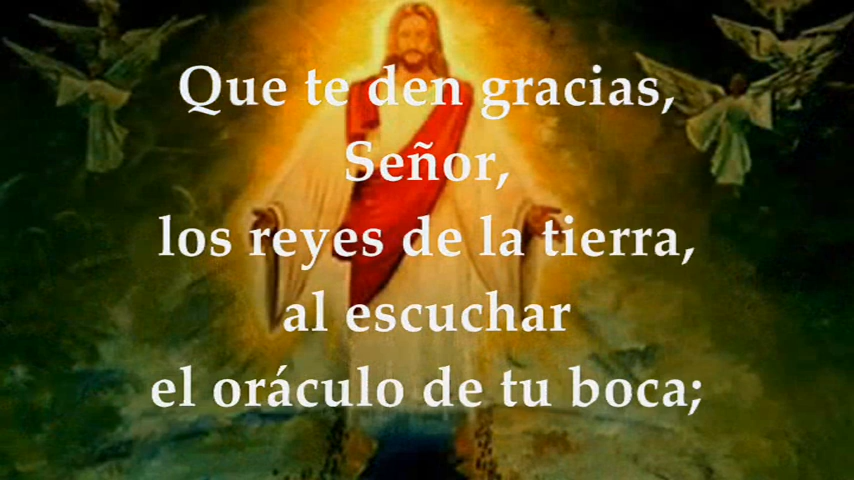 Que te den gracias,
Señor,
los reyes de la tierra,
al escuchar
el oráculo de tu boca;